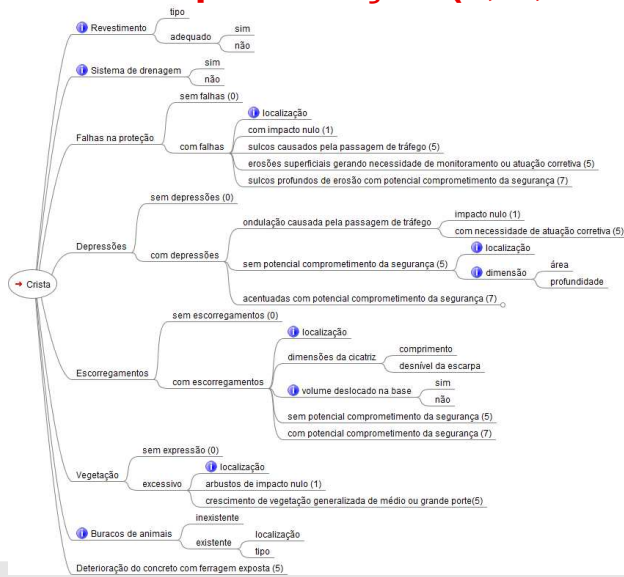 tipo
Revestimento
sim
adequado
não
Sistema de drenagem
sim
não
sem falhas (0)
Falhas na proteção
localização
com impacto nulo (1)
com falhas
sulcos causados pela passagem de tráfego (5)
erosões superficiais gerando necessidade de monitoramento ou atuação corretiva (5)
sulcos profundos de erosão com potencial comprometimento da segurança (7)
sem depressões (0)
Depressões
com depressões
ondulação causada pela passagem de tráfego
impacto nulo (1)
com necessidade de atuação corretiva (5)
sem potencial comprometimento da segurança (5)
localização
dimensão
área
profundidade
acentuadas com potencial comprometimento da segurança (7)
Crista
sem escorregamentos (0)
Escorregamentos
com escorregamentos
localização
dimensões da cicatriz
comprimento
desnível da escarpa
volume deslocado na base
sim
não
sem potencial comprometimento da segurança (5)
com potencial comprometimento da segurança (7)
sem expressão (0)
Vegetação
excessivo
localização
arbustos de impacto nulo (1)
crescimento de vegetação generalizada de médio ou grande porte(5)
Buracos de animais
inexistente
existente
localização
tipo
Deterioração do concreto com ferragem exposta (5)